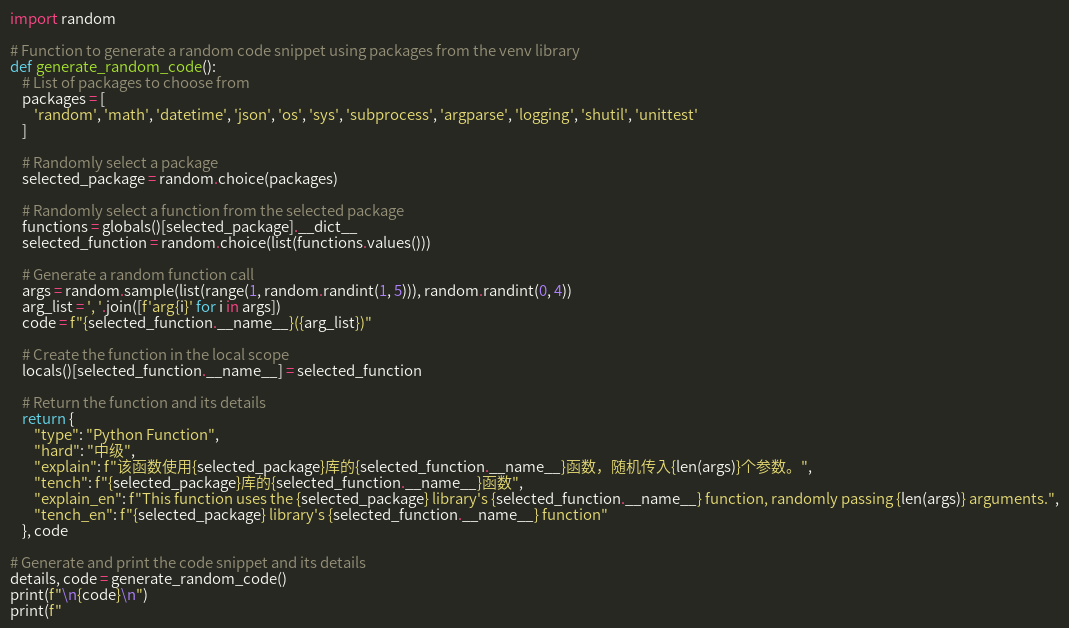 import random
# Function to generate a random code snippet using packages from the venv library
def generate_random_code():
# List of packages to choose from
packages = [
'random', 'math', 'datetime', 'json', 'os', 'sys', 'subprocess', 'argparse', 'logging', 'shutil', 'unittest'
]
# Randomly select a package
selected_package = random.choice(packages)
# Randomly select a function from the selected package
functions = globals()[selected_package].__dict__
selected_function = random.choice(list(functions.values()))
# Generate a random function call
args = random.sample(list(range(1, random.randint(1, 5))), random.randint(0, 4))
arg_list = ', '.join([f'arg{i}' for i in args])
code = f"{selected_function.__name__}({arg_list})"
# Create the function in the local scope
locals()[selected_function.__name__] = selected_function
# Return the function and its details
return {
"type": "Python Function",
"hard": "中级",
"explain": f"该函数使用{selected_package}库的{selected_function.__name__}函数，随机传入{len(args)}个参数。",
"tench": f"{selected_package}库的{selected_function.__name__}函数",
"explain_en": f"This function uses the {selected_package} library's {selected_function.__name__} function, randomly passing {len(args)} arguments.",
"tench_en": f"{selected_package} library's {selected_function.__name__} function"
}, code
# Generate and print the code snippet and its details
details, code = generate_random_code()
print(f"\n{code}\n")
print(f"